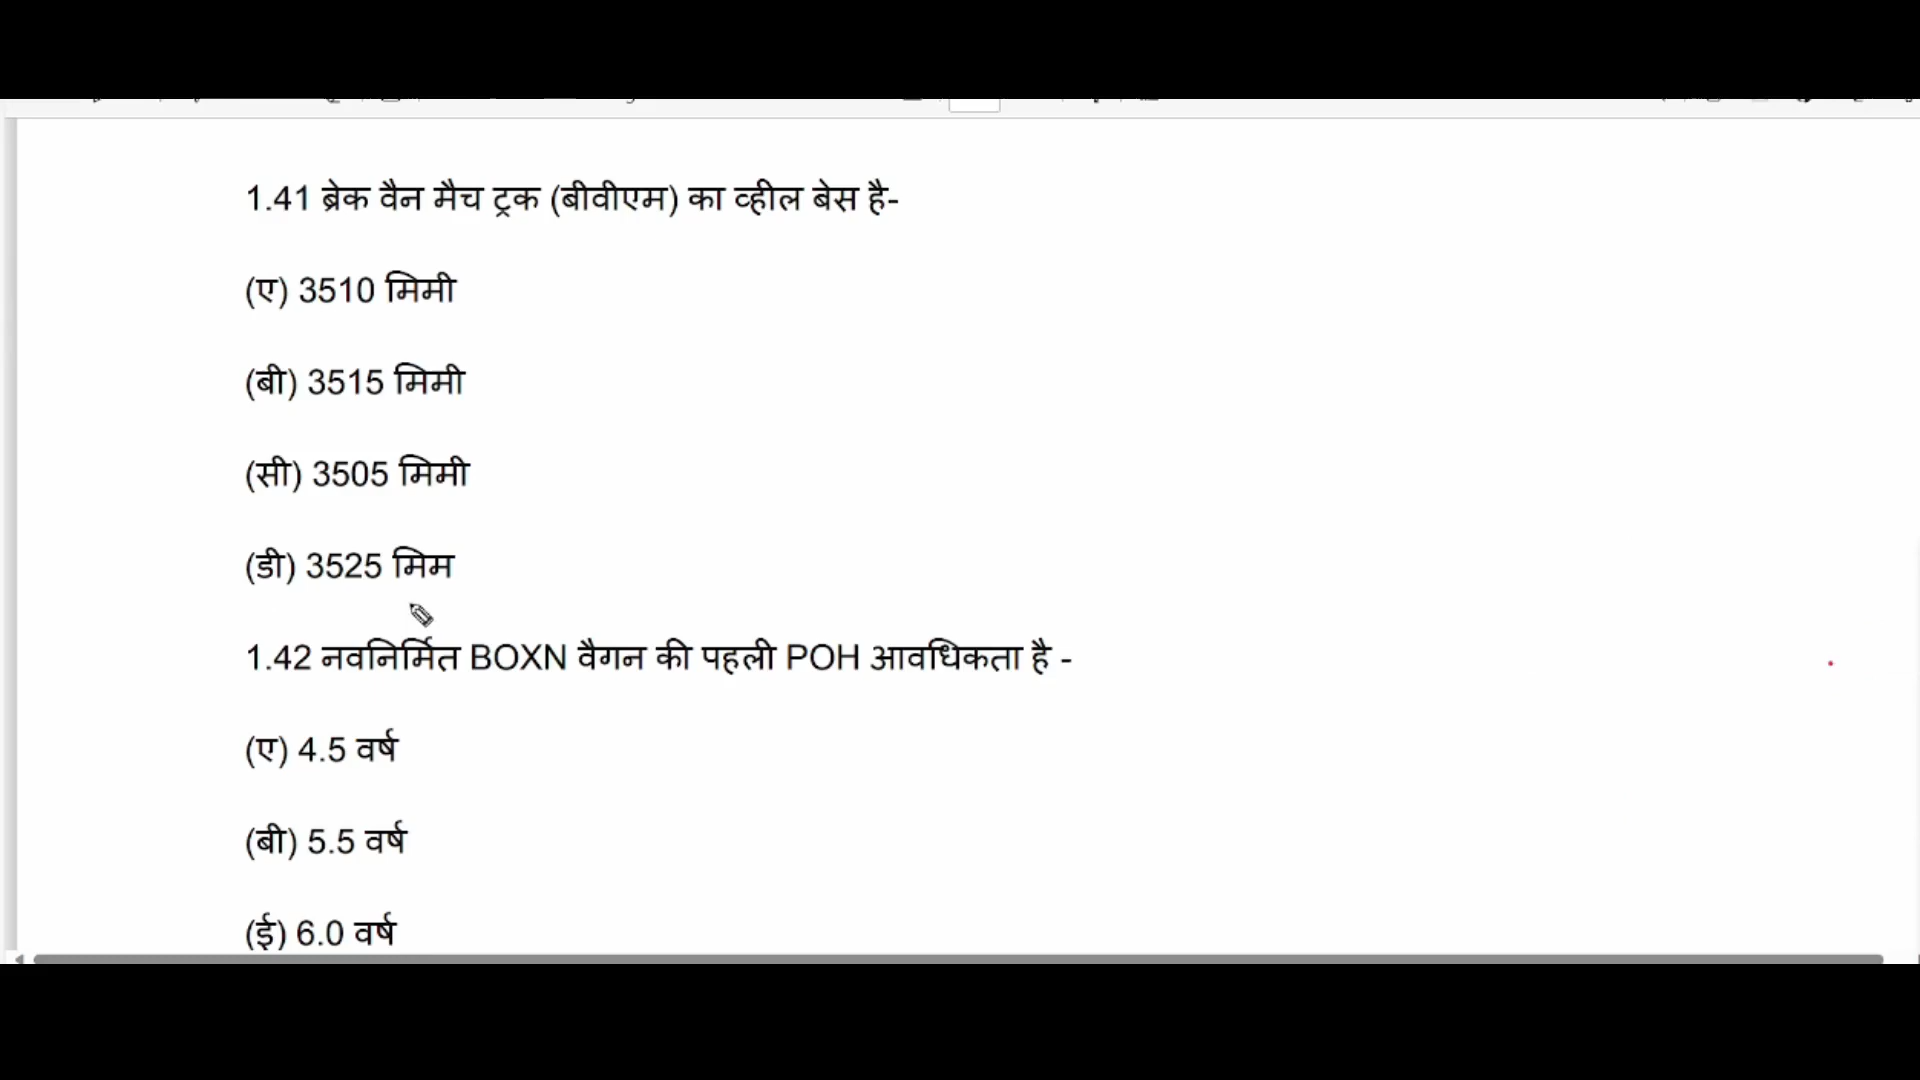 1.41 ब्रेक वैन मैच ट्रक (बीवीएम) का व्हील बेस है-
(ए) 3510 मिमी
(बी) 3515 मिमी
(सी) 3505 मिमी
(डी) 3525 मिम
1.42 नवनिर्मित BOXN वैगन की पहली POH आवधिकता है -
(ए) 4.5 वर्ष
(बी) 5.5 वर्ष
(ई) 6.0 वर्ष